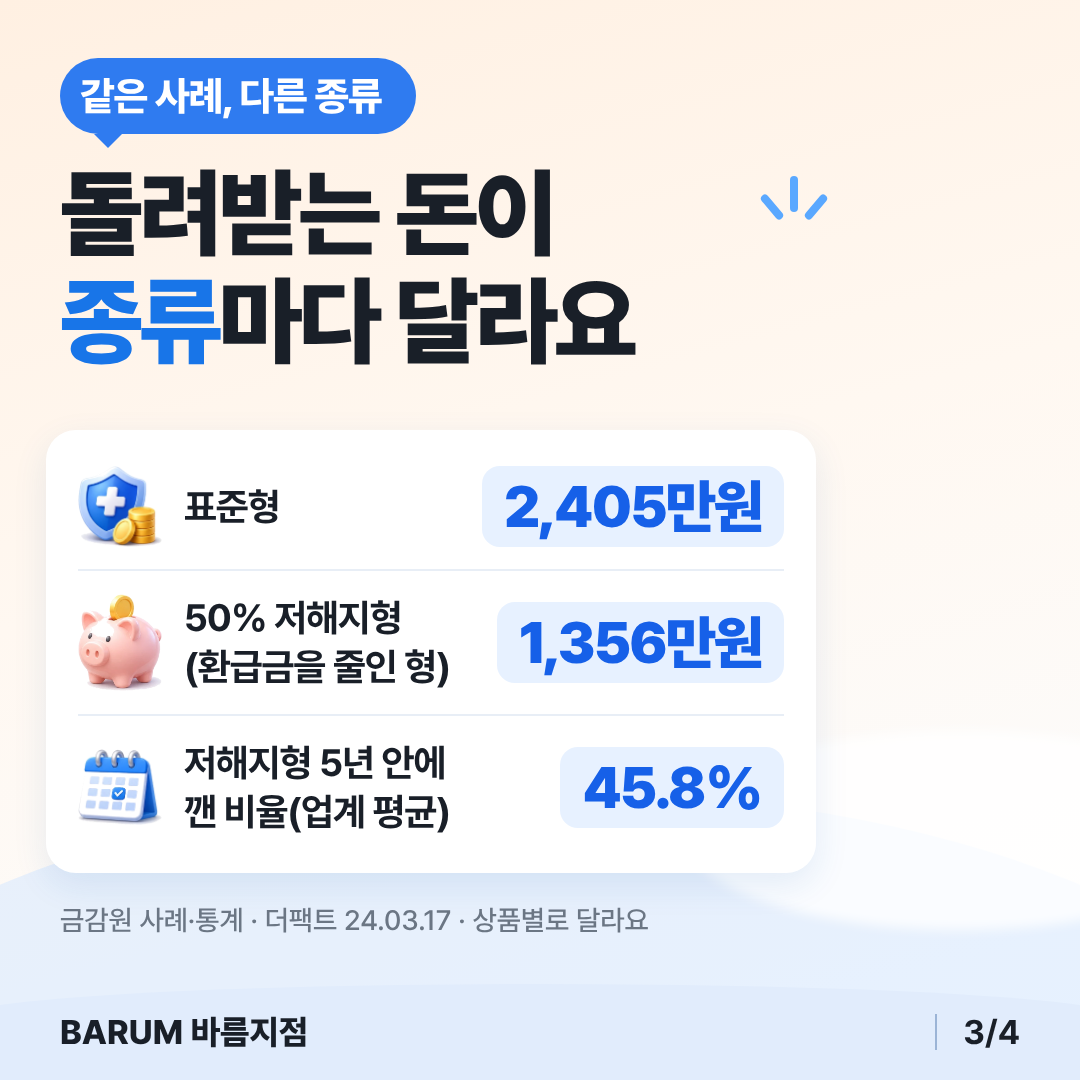 같은 사례, 다른 종류
돌려받는 돈이
종류마다 달라요
표준형
2,405만원
50% 저해지형
(환급금을 줄인 형)
1,356만원
저해지형 5년 안에
깬 비율(업계 평균)
45.8%
금감원 사례·통계 · 더팩트 24.03.17 · 상품별로 달라요
BARUM 바름지점
3/4